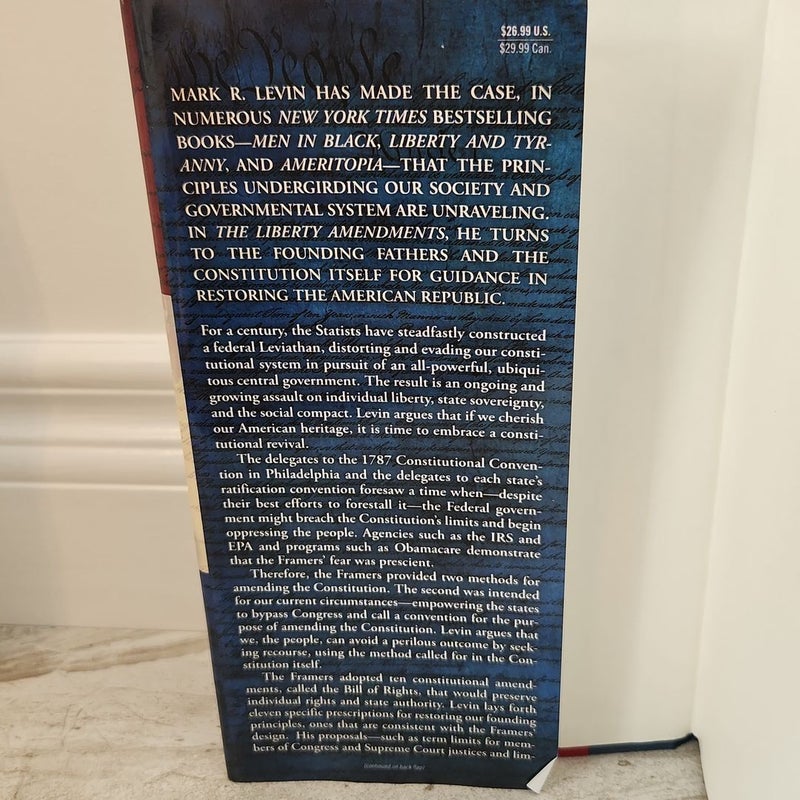 $26.99 U.S.
$29.99 Can.
We the People
MARK R. LEVIN HAS MADE THE CASE, IN
NUMEROUS NEW YORK TIMES BESTSELLING
BOOKS—MEN IN BLACK, LIBERTY AND TYR-
ANNY, AND AMERITOPIA—THAT THE PRIN-
CIPLES UNDERGIRDING OUR SOCIETY AND
GOVERNMENTAL SYSTEM ARE UNRAVELING.
IN THE LIBERTY AMENDMENTS, HE TURNS
TO THE FOUNDING FATHERS AND THE
CONSTITUTION ITSELF FOR GUIDANCE IN
RESTORING THE AMERICAN REPUBLIC.
For a century, the Statists have steadfastly constructed
a federal Leviathan, distorting and evading our consti-
tutional system in pursuit of an all-powerful, ubiqui-
tous central government. The result is an ongoing and
growing assault on individual liberty, state sovereignty,
and the social compact. Levin argues that if we cherish
our American heritage, it is time to embrace a consti-
tutional revival.
The delegates to the 1787 Constitutional Conven-
tion in Philadelphia and the delegates to each state's
ratification convention foresaw a time when—despite
their best efforts to forestall it—the Federal govern-
ment might breach the Constitution's limits and begin
oppressing the people. Agencies such as the IRS and
EPA and programs such as Obamacare demonstrate
that the Framers' fear was prescient.
Therefore, the Framers provided two methods for
amending the Constitution. The second was intended
for our current circumstances—empowering the states
to bypass Congress and call a convention for the pur-
pose of amending the Constitution. Levin argues that
we, the people, can avoid a perilous outcome by seek-
ing recourse, using the method called for in the Con-
stitution itself.
The Framers adopted ten constitutional amend-
ments, called the Bill of Rights, that would preserve
individual rights and state authority. Levin lays forth
eleven specific prescriptions for restoring our founding
principles, ones that are consistent with the Framers'
design. His proposals—such as term limits for mem-
bers of Congress and Supreme Court justices and lim-
(continued on back flap)